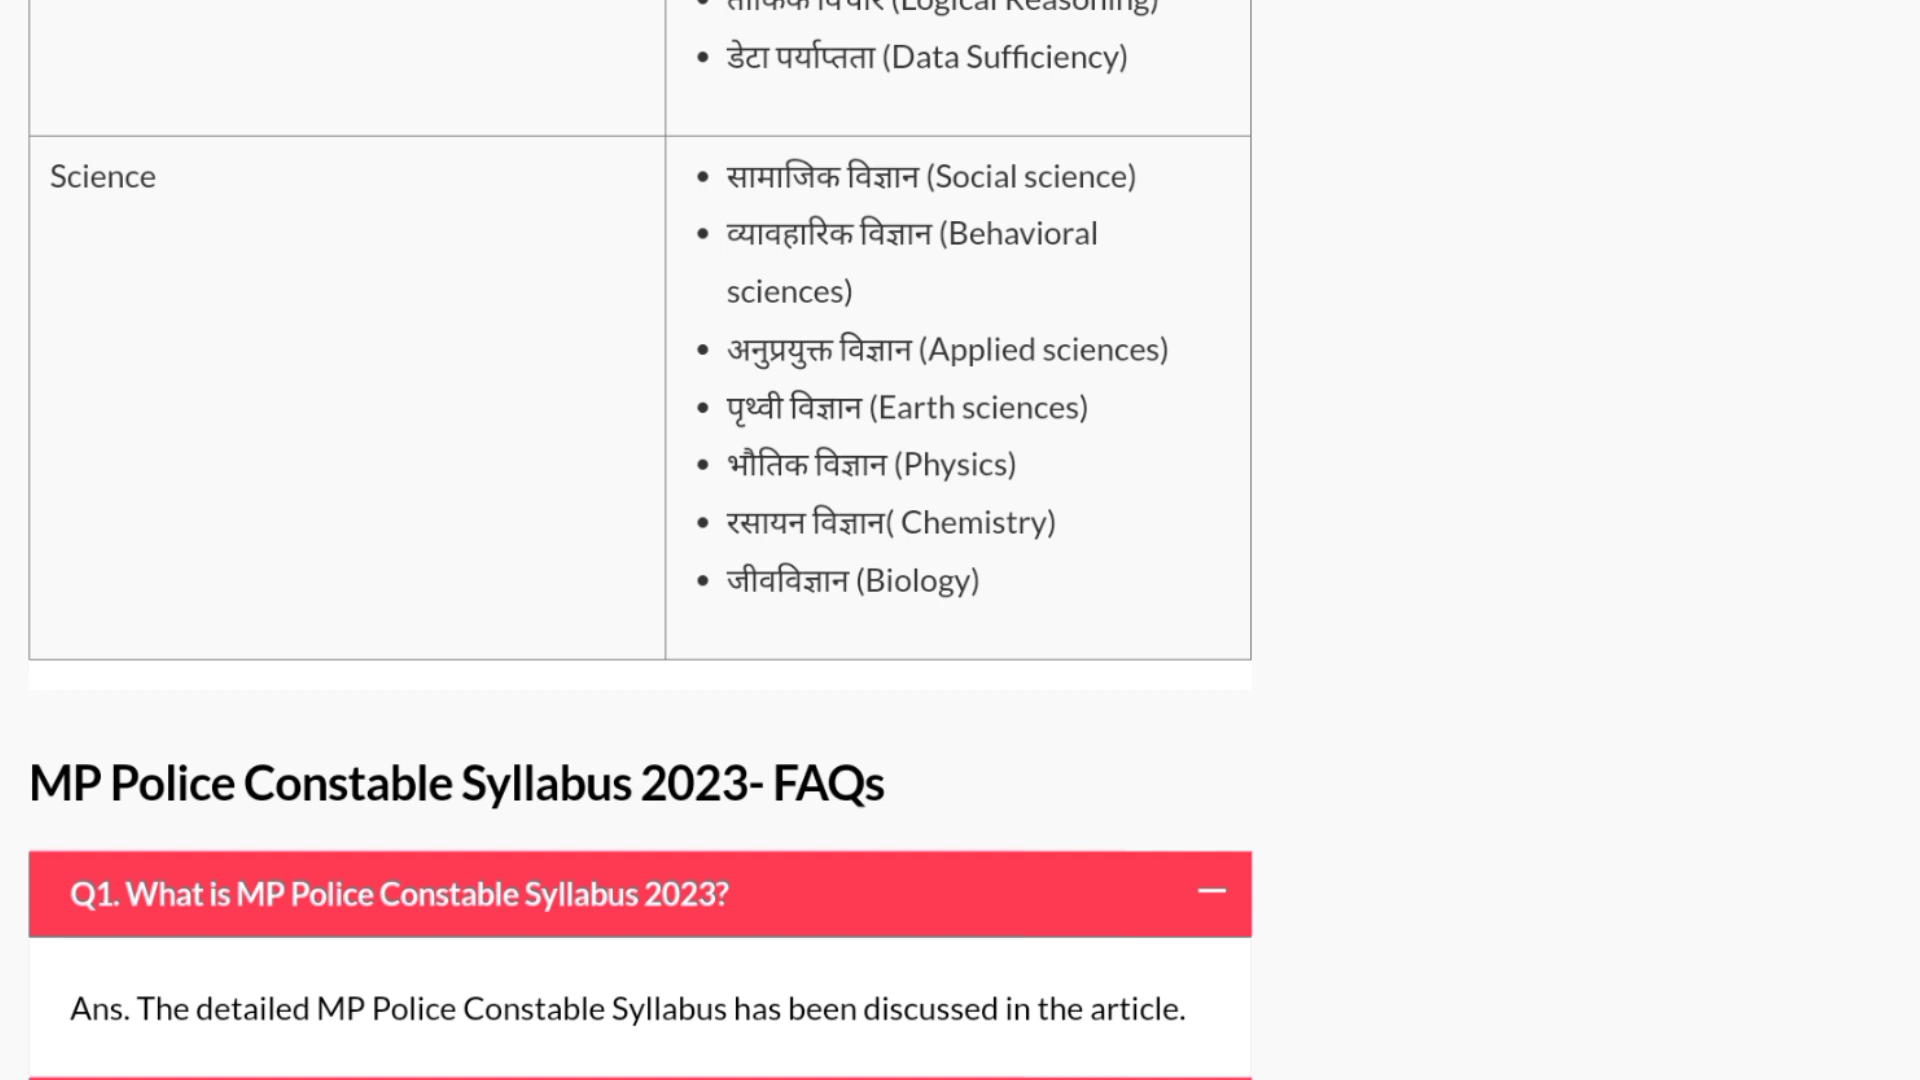 तार्किक विचार (Logical Reasoning)
डेटा पर्याप्तता (Data Sufficiency)
Science
सामाजिक विज्ञान (Social science)
व्यावहारिक विज्ञान (Behavioral
sciences)
अनुप्रयुक्त विज्ञान (Applied sciences)
पृथ्वी विज्ञान (Earth sciences)
भौतिक विज्ञान (Physics)
रसायन विज्ञान( Chemistry)
जीवविज्ञान (Biology)
MP Police Constable Syllabus 2023- FAQs
Q1. What is MP Police Constable Syllabus 2023?
Ans. The detailed MP Police Constable Syllabus has been discussed in the article.